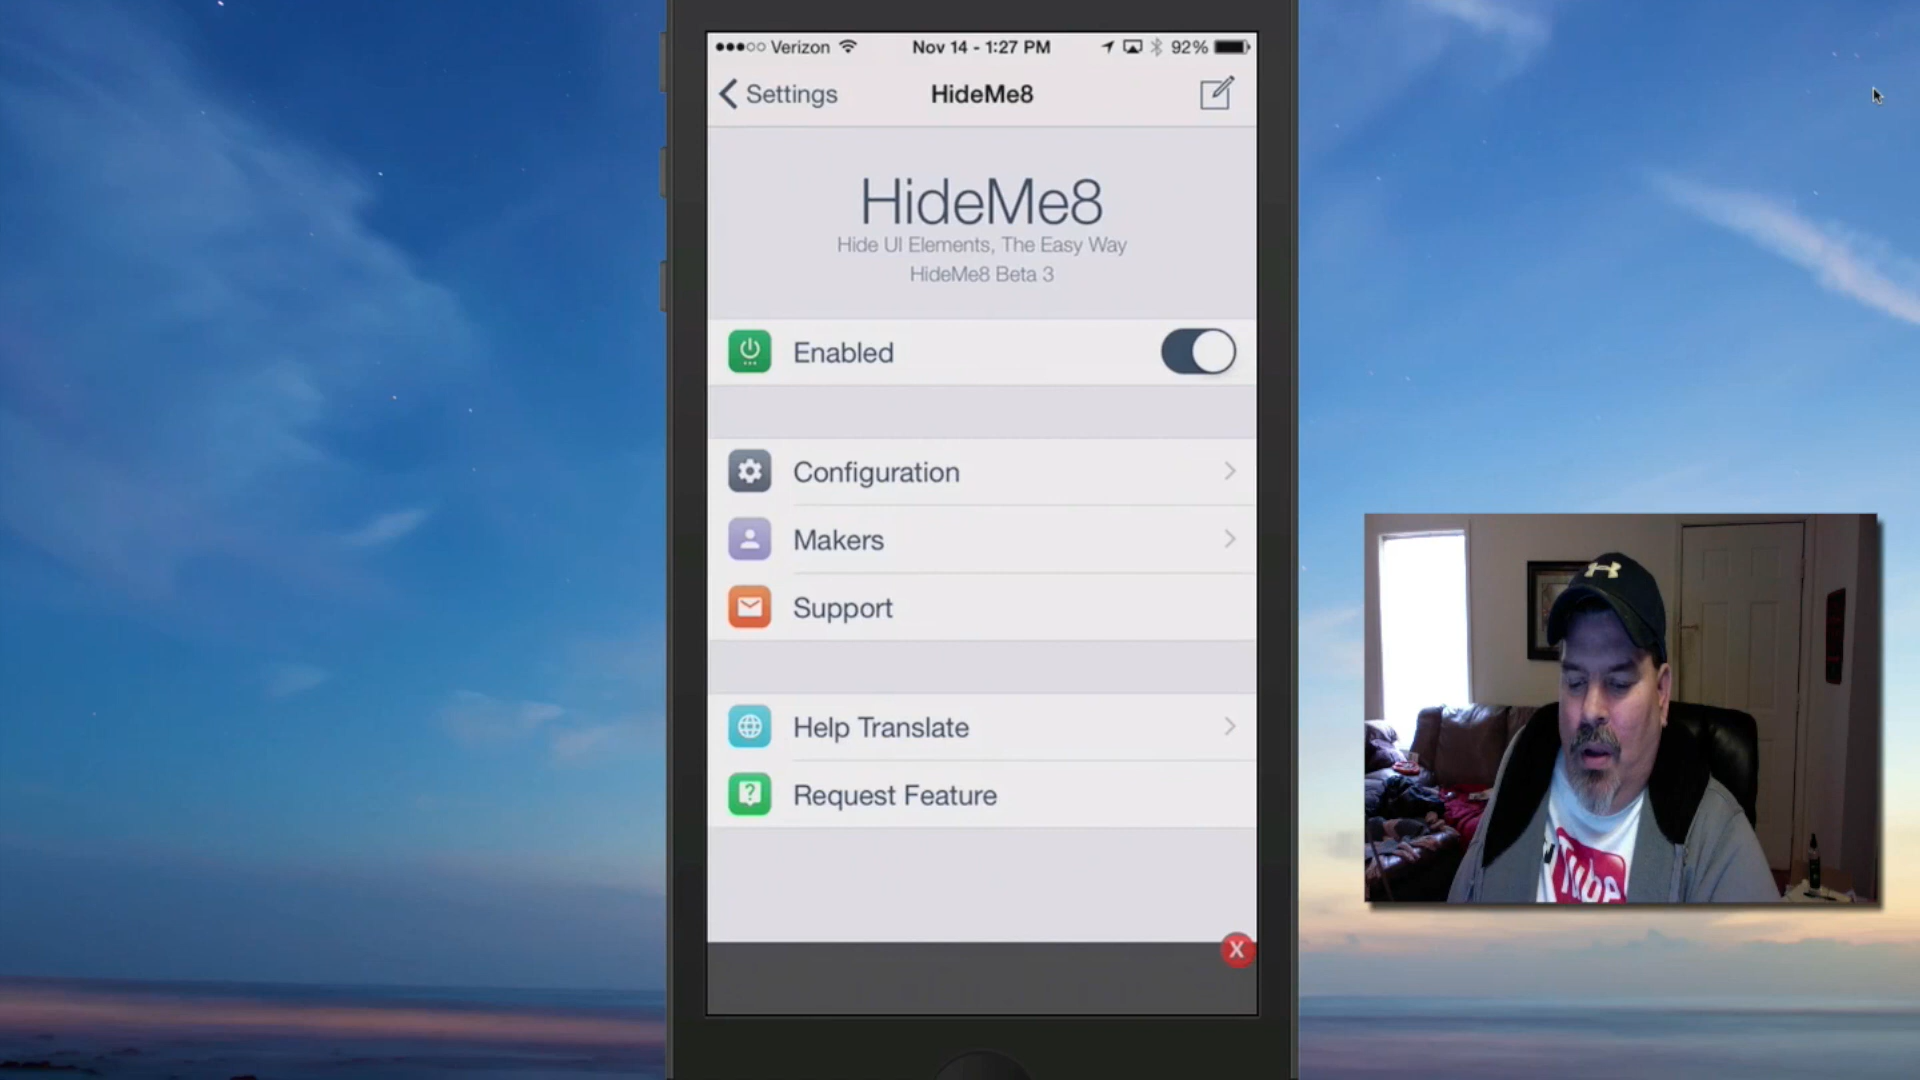 Verizon
Nov 14 - 1:27 PM
92%
Settings
HideMe8
HideMe8
Hide UI Elements, The Easy Way
HideMe8 Beta 3
Enabled
Configuration
Makers
Support
Help Translate
Request Feature
X
Tube